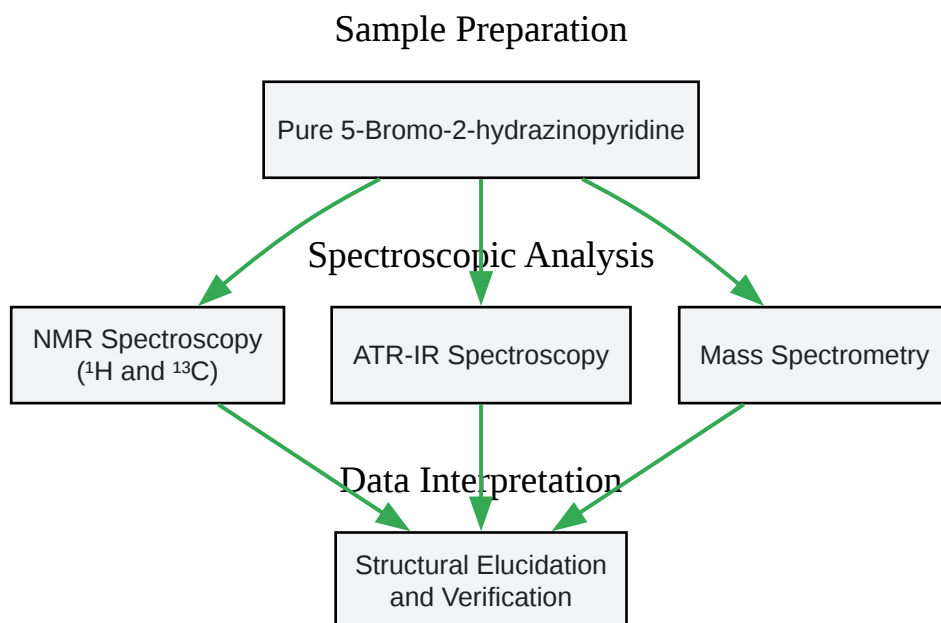 Sample Preparation
Pure 5-Bromo-2-hydrazinopyridine
Spectroscopic Analysis
NMR Spectroscopy
(¹H and ¹³C)
ATR-IR Spectroscopy
Mass Spectrometry
Data Interpretation
Structural Elucidation
and Verification